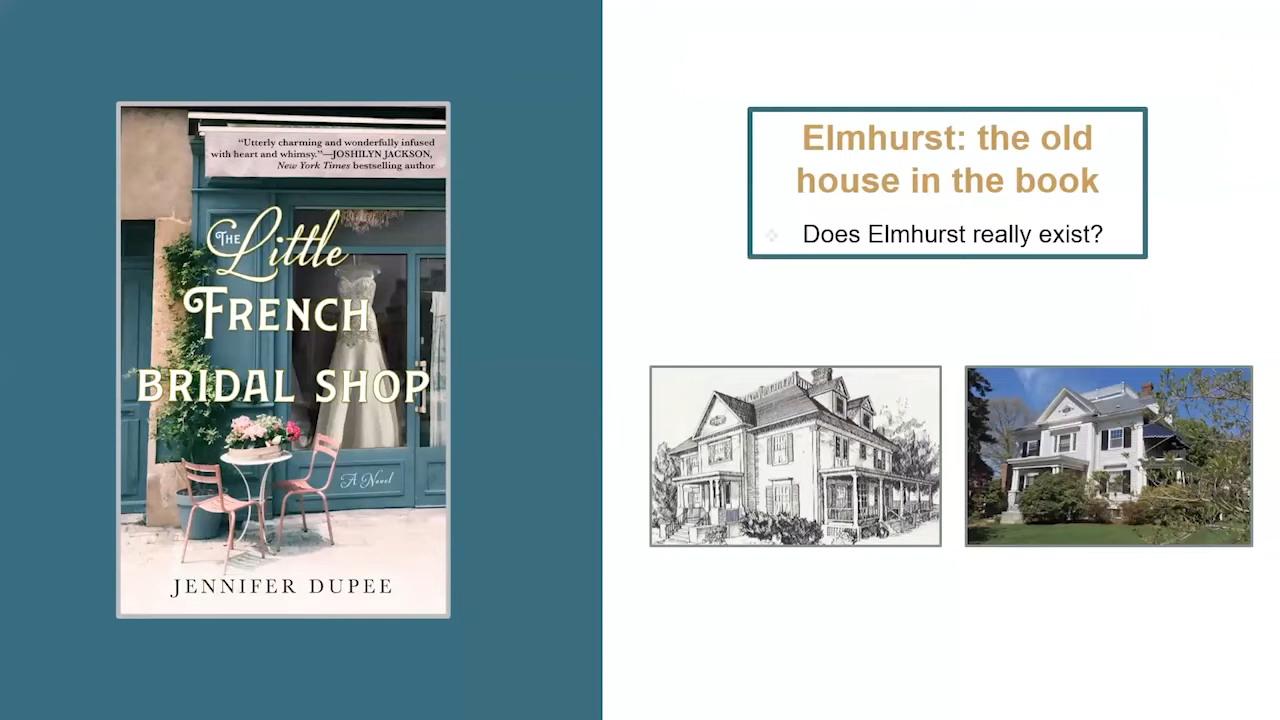 “Utterly charming and wonderfully infused
with heart and whimsy.”—JOSHILYN JACKSON,
New York Times bestselling author
THE Little
FRENCH
BRIDAL SHOP
A Novel
JENNIFER DUPEE
Elmhurst: the old
house in the book
Does Elmhurst really exist?